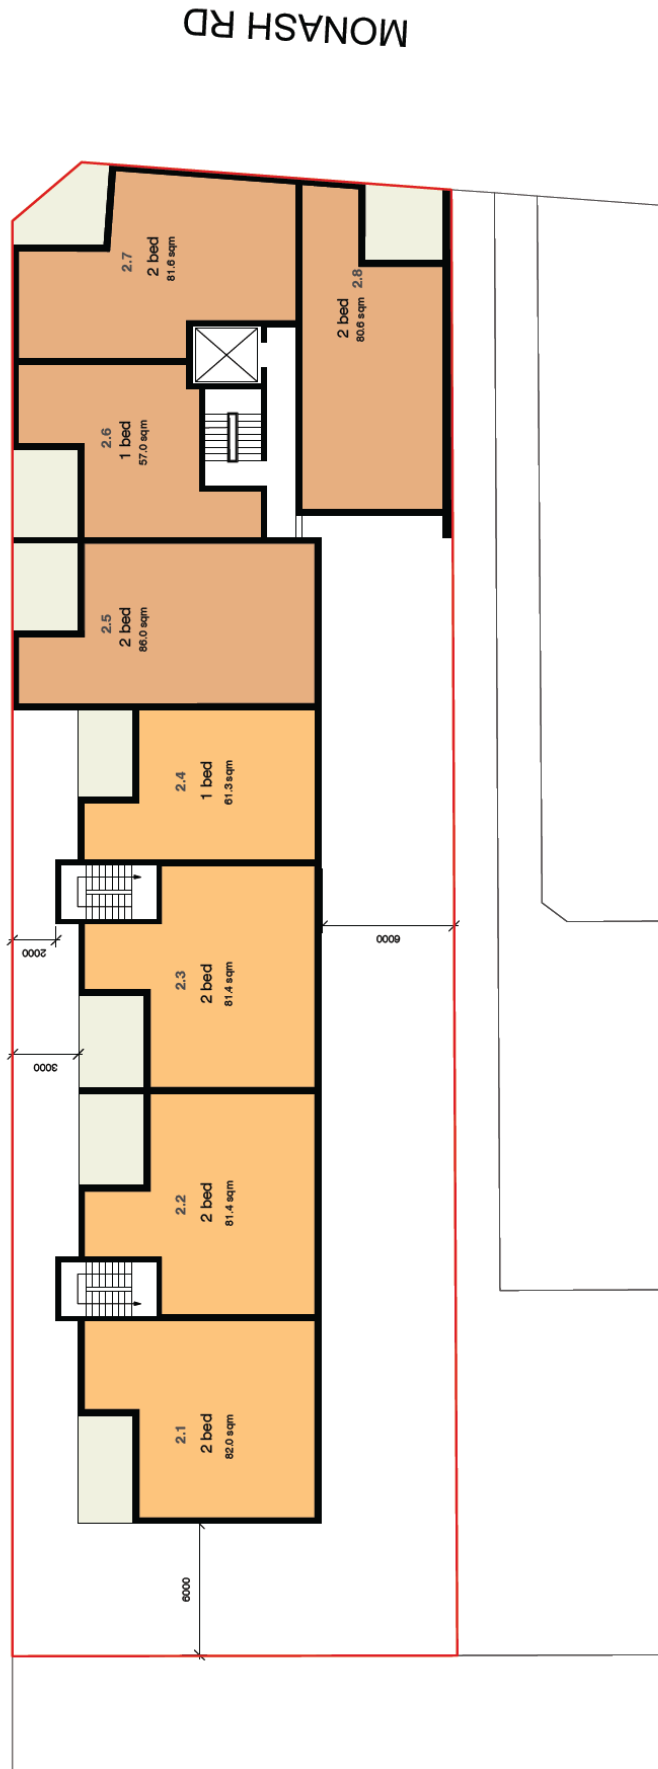 MONASH RD
2.7
2 bed
81.6 sqm
2.8
2 bed
80.6 sqm
2.6
1 bed
57.0 sqm
2.5
2 bed
86.0 sqm
2.4
1 bed
61.3 sqm
2000
6000
2.3
2 bed
81.4 sqm
3000
2.2
2 bed
81.4 sqm
2.1
2 bed
82.0 sqm
6000